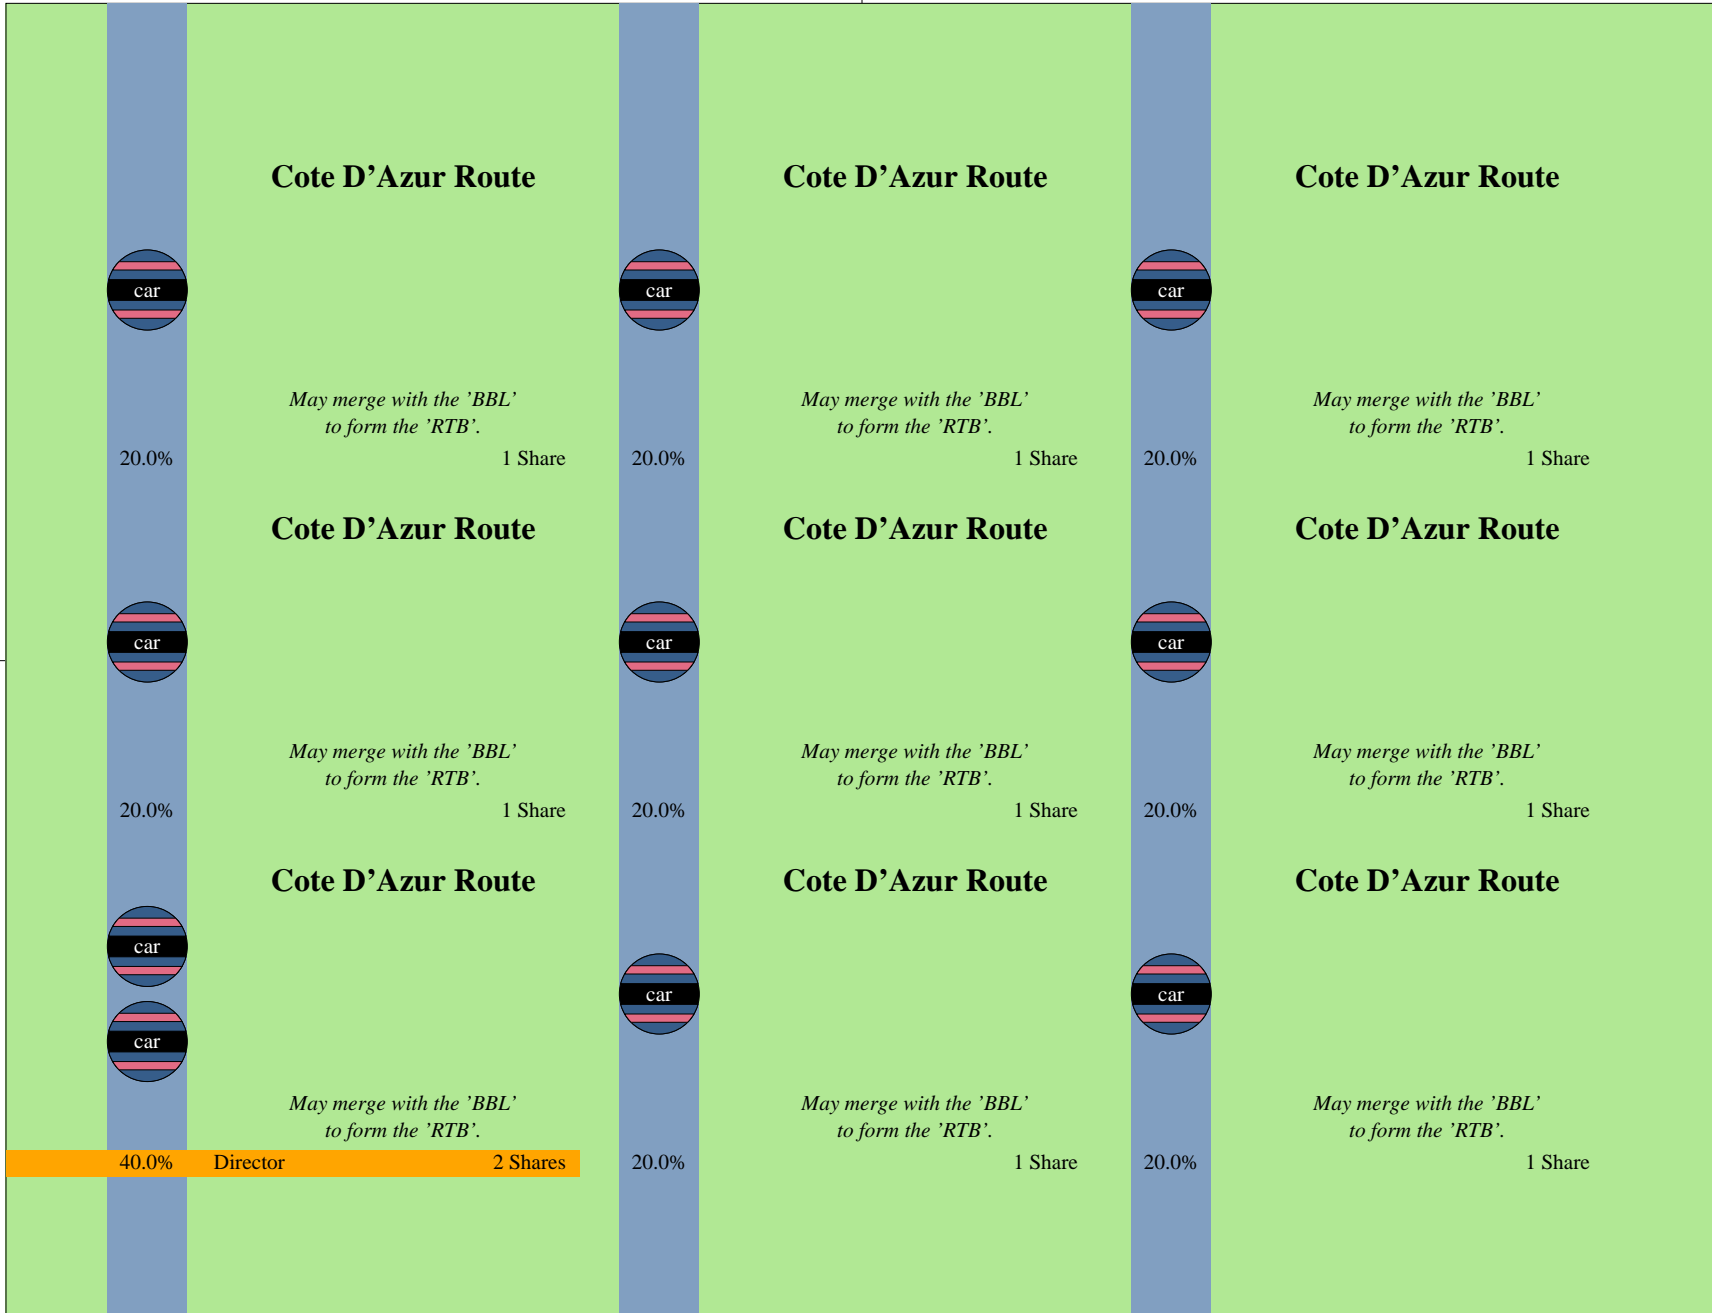 Cote D’Azur Route Cote D’Azur Route Cote D’Azur Route
car car car
May merge with the ’BBL’ May merge with the ’BBL’ May merge with the ’BBL’
to form the ’RTB’. to form the ’RTB’. to form the ’RTB’.
20.0% 1 Share 20.0% 1 Share 20.0% 1 Share
Cote D’Azur Route Cote D’Azur Route Cote D’Azur Route
car car car
May merge with the ’BBL’ May merge with the ’BBL’ May merge with the ’BBL’
to form the ’RTB’. to form the ’RTB’. to form the ’RTB’.
20.0% 1 Share 20.0% 1 Share 20.0% 1 Share
Cote D’Azur Route Cote D’Azur Route Cote D’Azur Route
car
car car
car
May merge with the ’BBL’ May merge with the ’BBL’ May merge with the ’BBL’
to form the ’RTB’. to form the ’RTB’. to form the ’RTB’.
40.0% Director 2 Shares 20.0% 1 Share 20.0% 1 Share